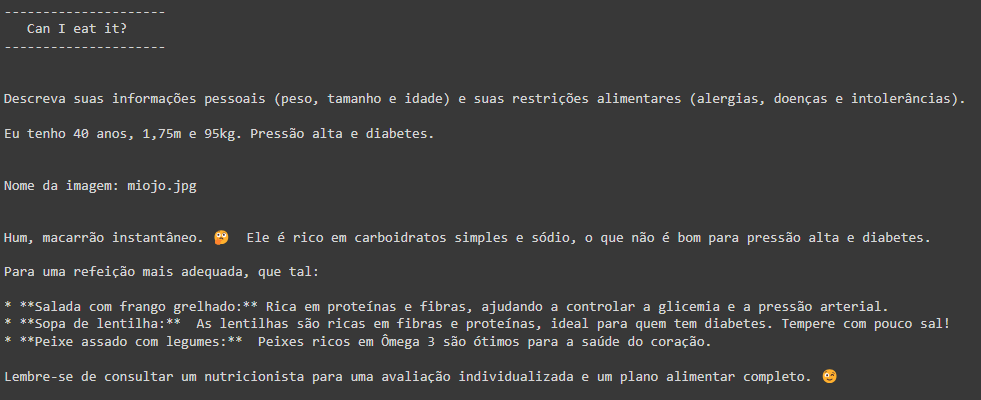 ---------------------
Can I eat it?
---------------------
Descreva suas informações pessoais (peso, tamanho e idade) e suas restrições alimentares (alergias, doenças e intolerâncias).
Eu tenho 40 anos, 1,75m e 95kg. Pressão alta e diabetes.
Nome da imagem: miojo.jpg
Hum, macarrão instantâneo. 🤔 Ele é rico em carboidratos simples e sódio, o que não é bom para pressão alta e diabetes.
Para uma refeição mais adequada, que tal:
* **Salada com frango grelhado:** Rica em proteínas e fibras, ajudando a controlar a glicemia e a pressão arterial.
* **Sopa de lentilha:** As lentilhas são ricas em fibras e proteínas, ideal para quem tem diabetes. Tempere com pouco sal!
* **Peixe assado com legumes:** Peixes ricos em Ômega 3 são ótimos para a saúde do coração.
Lembre-se de consultar um nutricionista para uma avaliação individualizada e um plano alimentar completo. 😉